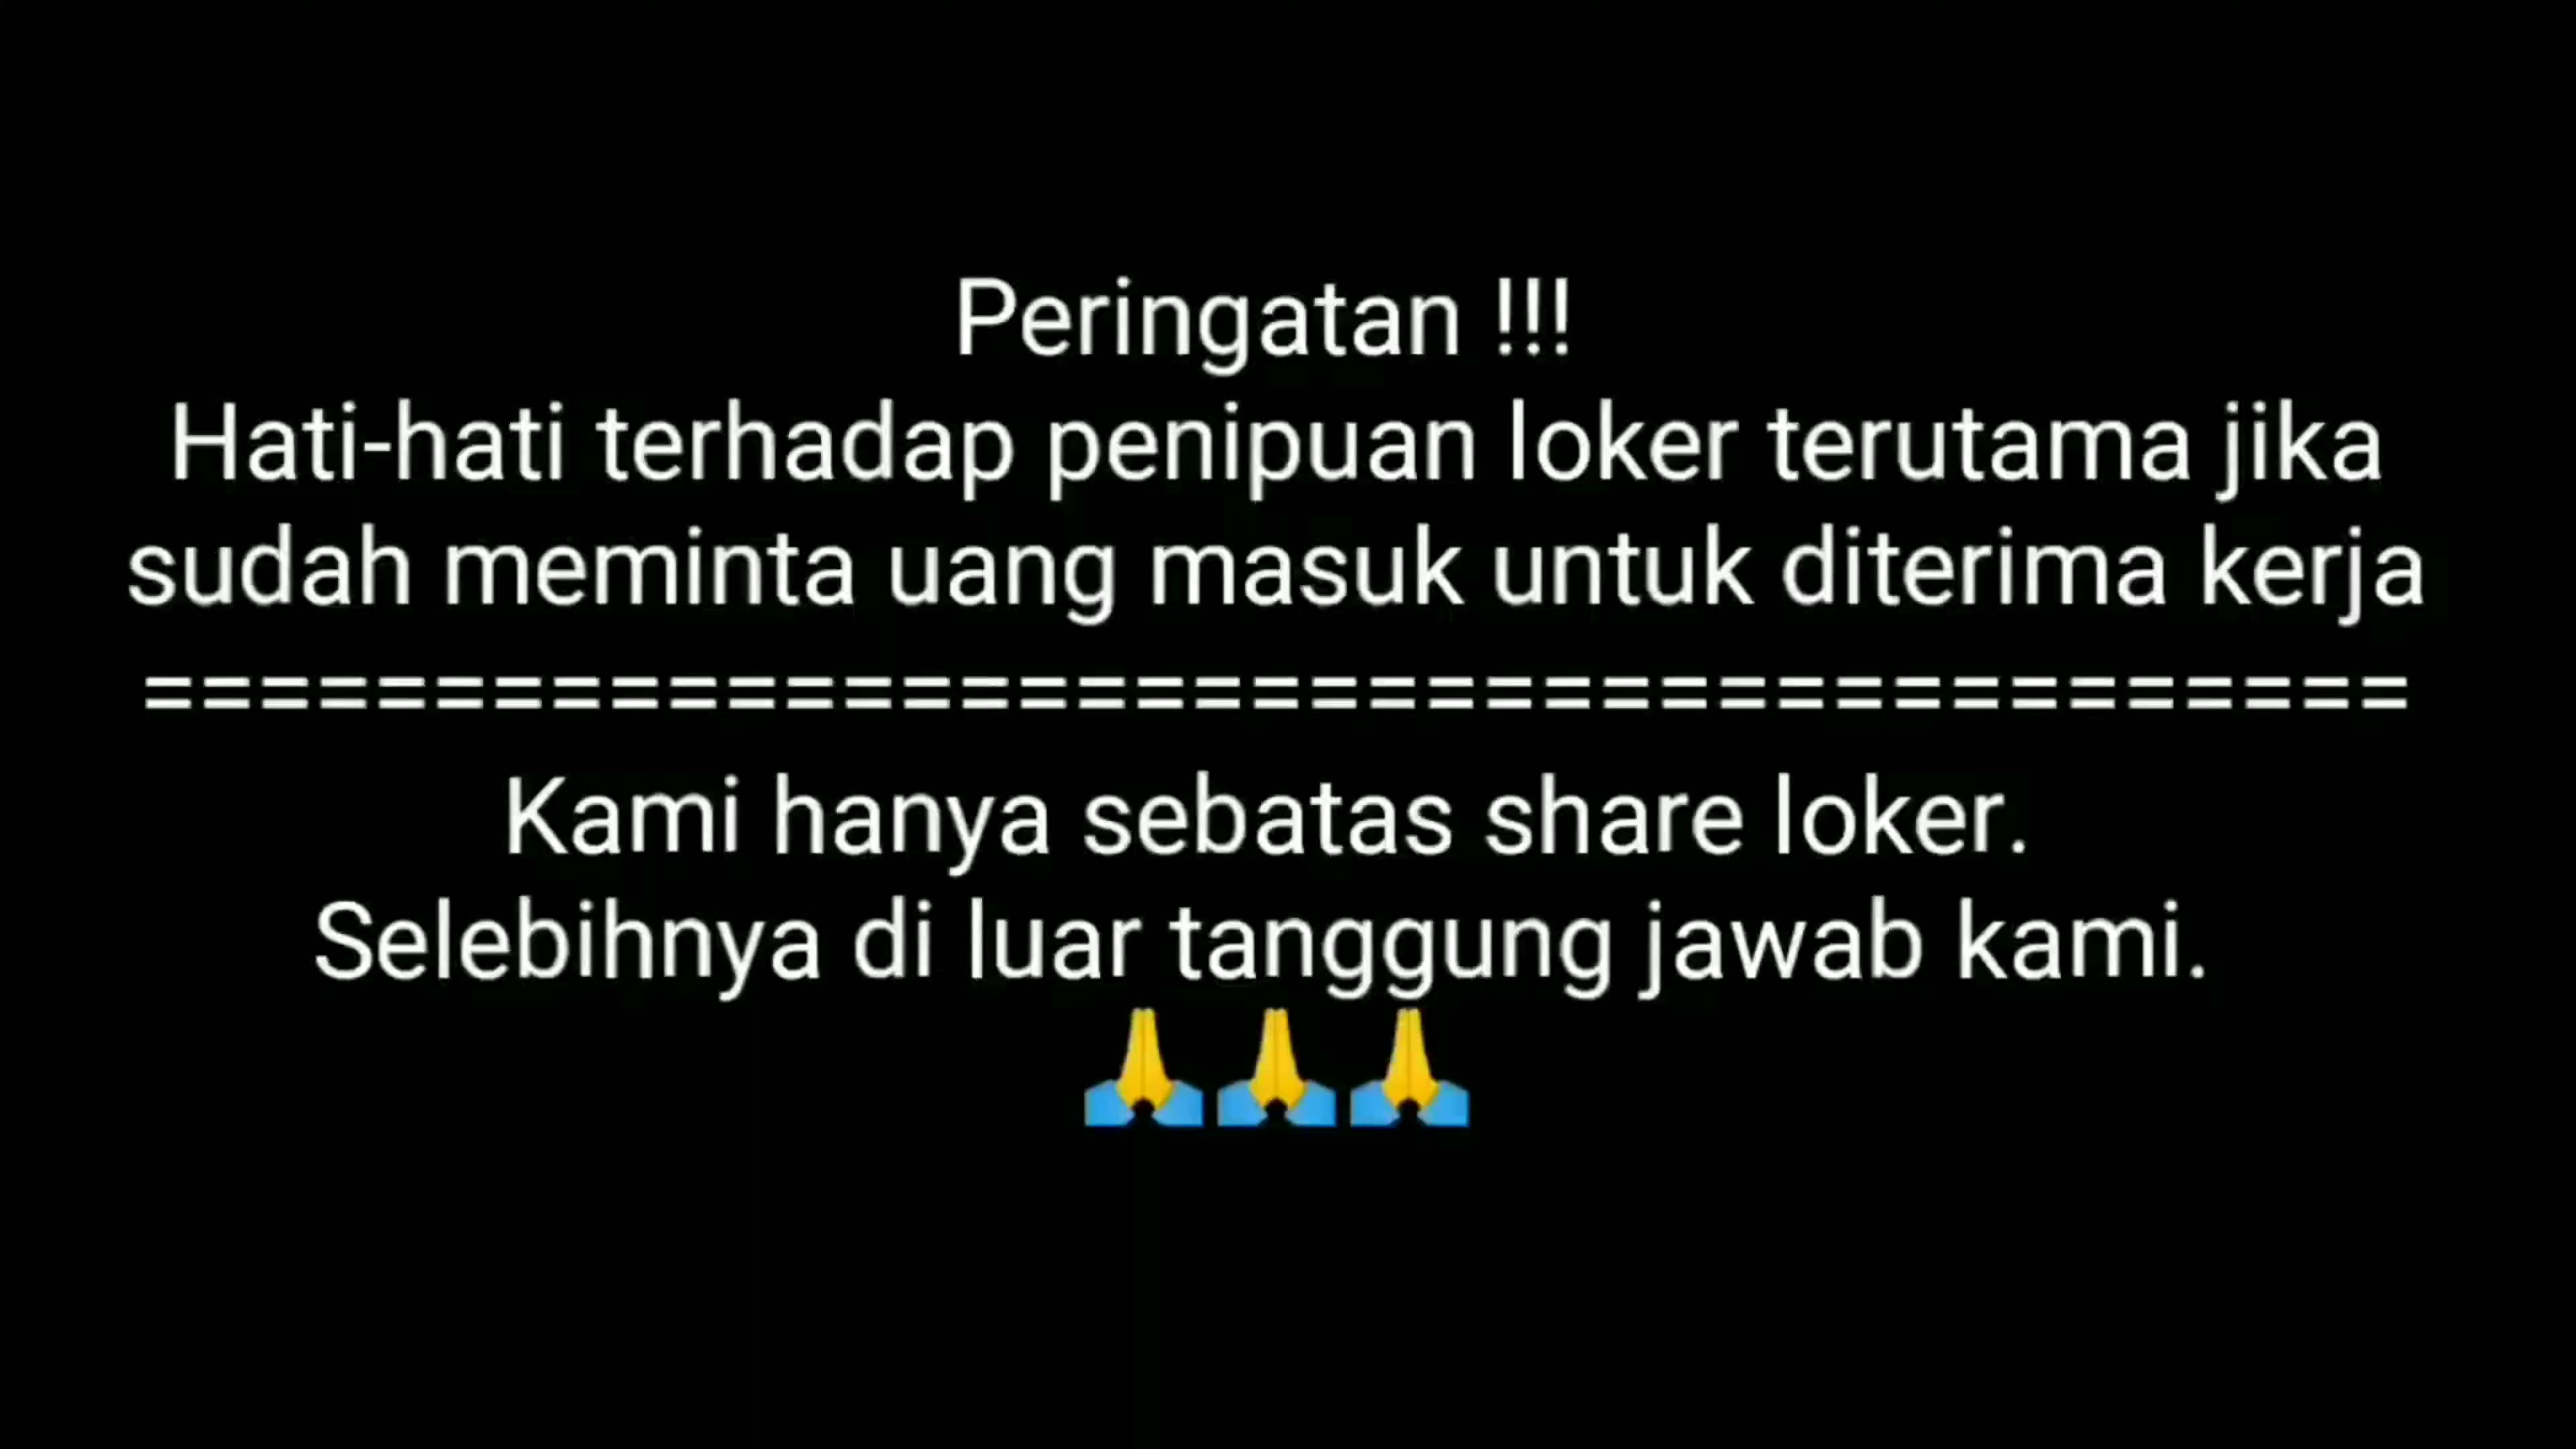 Peringatan !!!
Hati-hati terhadap penipuan loker terutama jika
sudah meminta uang masuk untuk diterima kerja
=======================================
Kami hanya sebatas share loker.
Selebihnya di luar tanggung jawab kami.
🙏🙏🙏